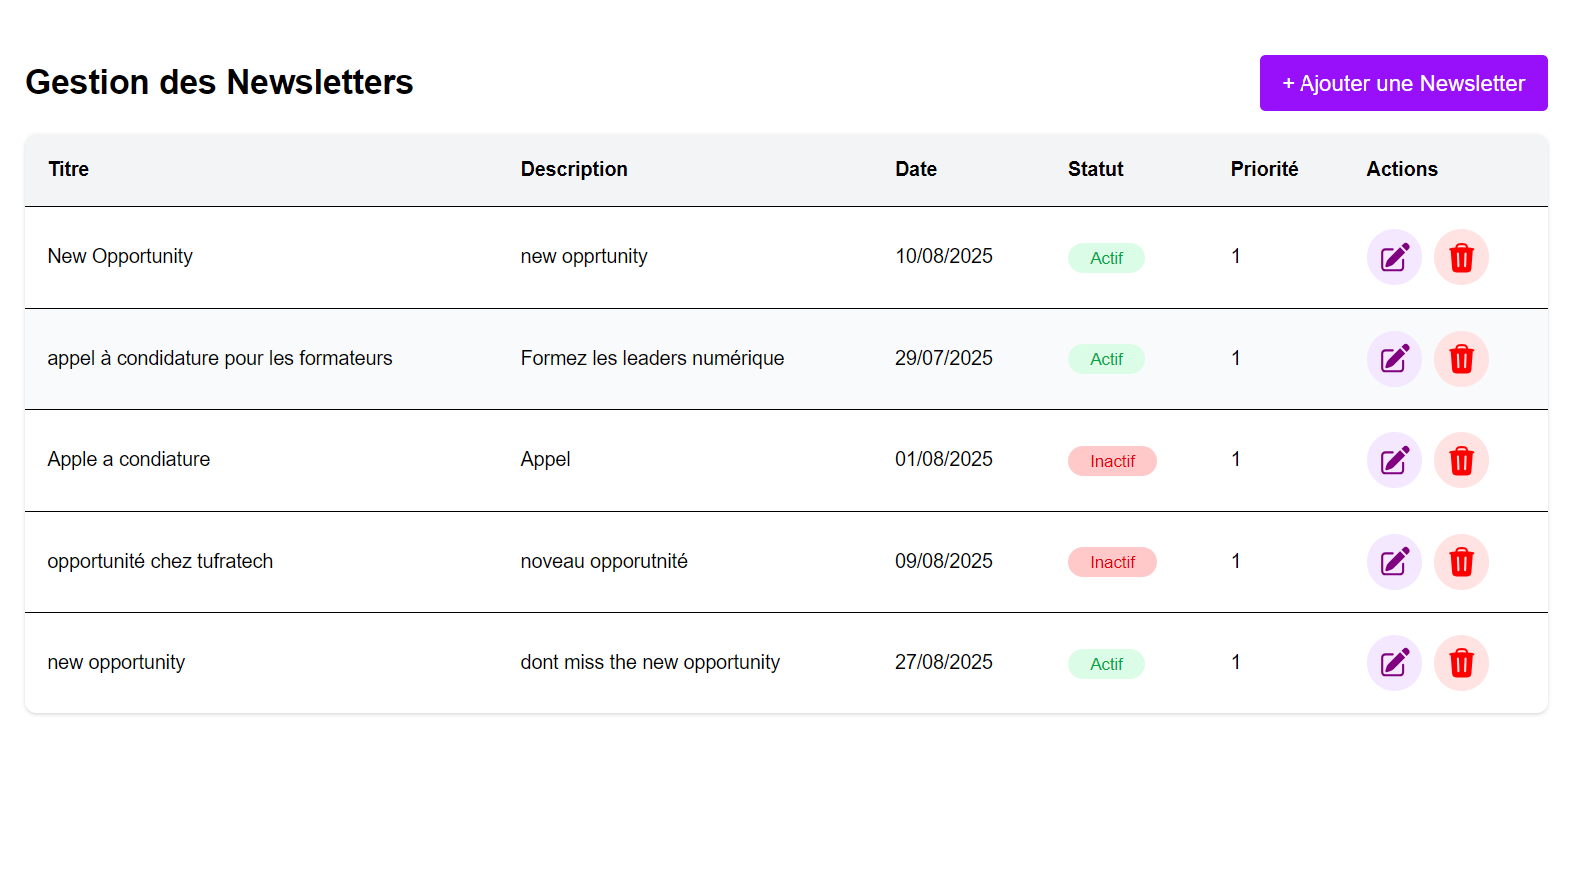 Gestion des Newsletters
+ Ajouter une Newsletter
Titre Description Date Statut Priorité Actions
New Opportunity new opprtunity 10/08/2025 Actif 1
appel à condidature pour les formateurs Formez les leaders numérique 29/07/2025 Actif 1
Apple a condiature Appel 01/08/2025 Inactif 1
opportunité chez tufratech noveau opporutnité 09/08/2025 Inactif 1
new opportunity dont miss the new opportunity 27/08/2025 Actif 1